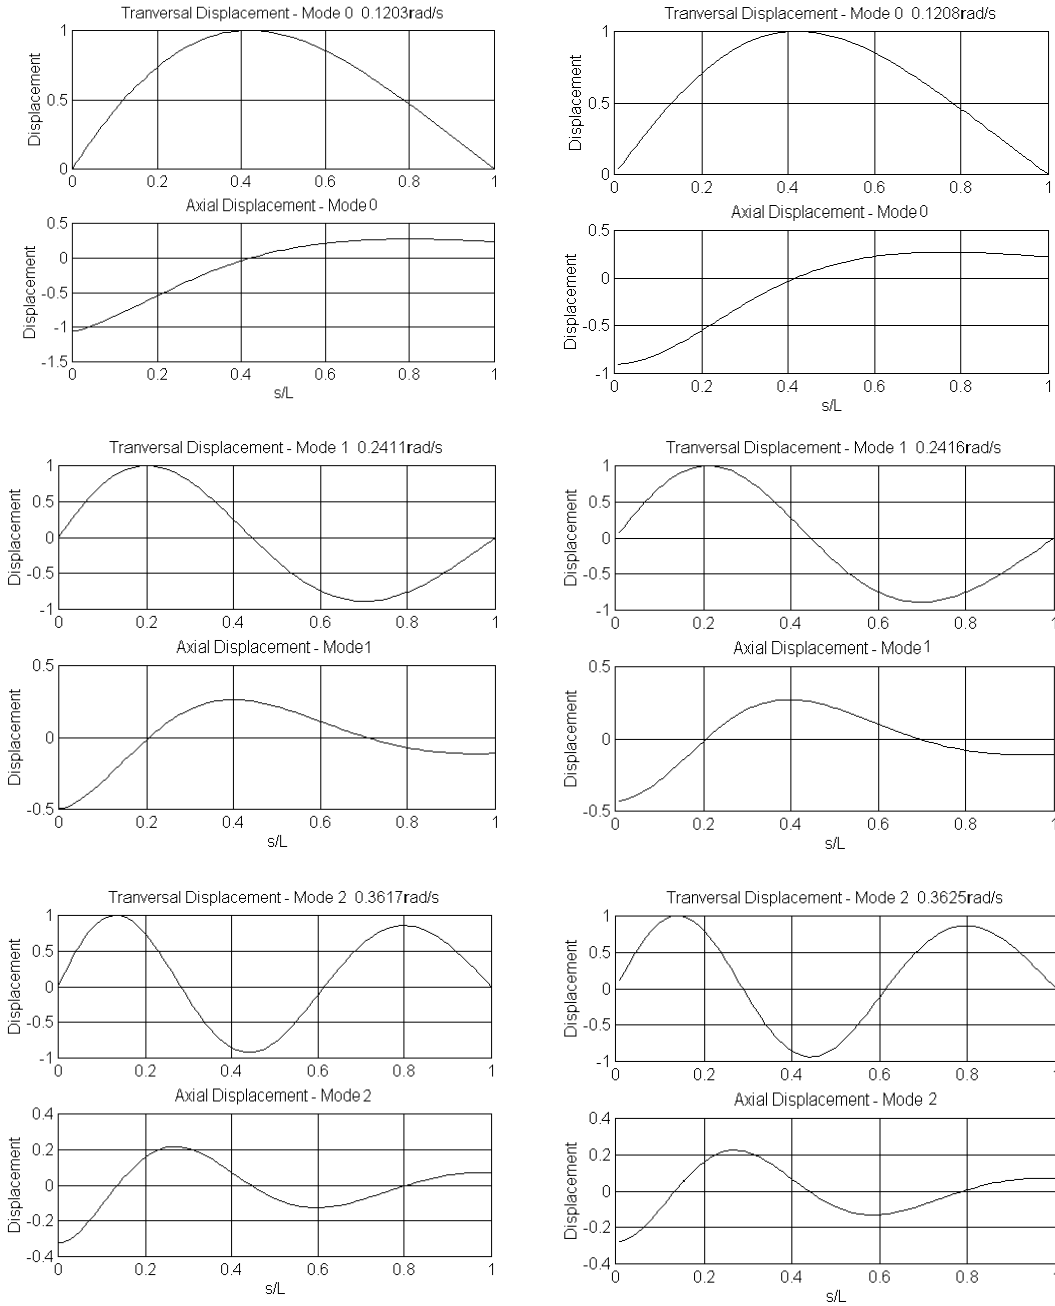 Tranversal Displacement - Mode 0 0.1203rad/s
1
0.5
0
Displacement
0 0.2 0.4 0.6 0.8 1
Axial Displacement - Mode 0
0.5
0
-0.5
-1
-1.5
Displacement
0 0.2 0.4 0.6 0.8 1
s/L
Tranversal Displacement - Mode 0 0.1208rad/s
1
0.5
0
Displacement
0 0.2 0.4 0.6 0.8 1
Axial Displacement - Mode 0
0.5
0
-0.5
-1
Displacement
0 0.2 0.4 0.6 0.8 1
s/L
Tranversal Displacement - Mode 1 0.2411rad/s
1
0.5
0
-0.5
-1
Displacement
0 0.2 0.4 0.6 0.8 1
Axial Displacement - Mode 1
0.5
0
-0.5
Displacement
0 0.2 0.4 0.6 0.8 1
s/L
Tranversal Displacement - Mode 1 0.2416rad/s
1
0.5
0
-0.5
-1
Displacement
0 0.2 0.4 0.6 0.8 1
Axial Displacement - Mode 1
0.5
0
-0.5
Displacement
0 0.2 0.4 0.6 0.8 1
s/L
Tranversal Displacement - Mode 2 0.3617rad/s
1
0.5
0
-0.5
-1
Displacement
0 0.2 0.4 0.6 0.8 1
Axial Displacement - Mode 2
0.4
0.2
0
-0.2
-0.4
Displacement
0 0.2 0.4 0.6 0.8 1
s/L
Tranversal Displacement - Mode 2 0.3625rad/s
1
0.5
0
-0.5
-1
Displacement
0 0.2 0.4 0.6 0.8 1
Axial Displacement - Mode 2
0.4
0.2
0
-0.2
-0.4
Displacement
0 0.2 0.4 0.6 0.8 1
s/L